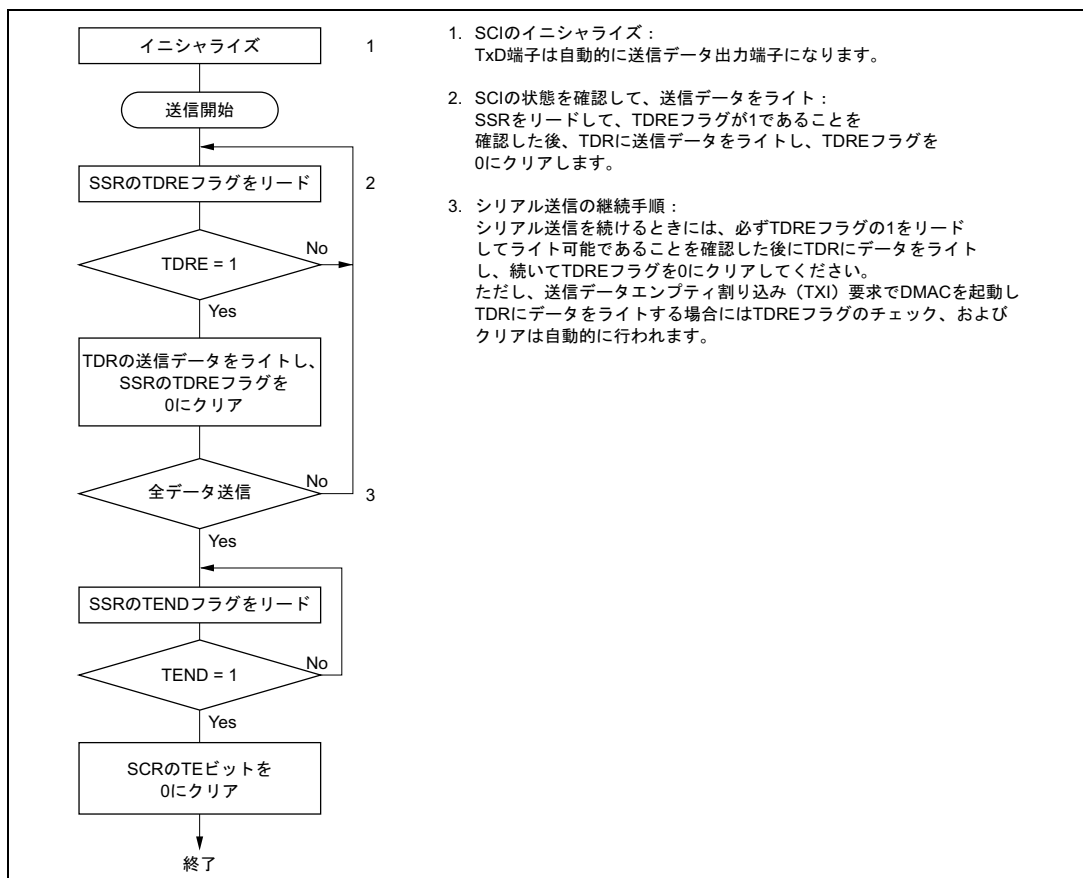 イニシャライズ
1
送信開始
SSRのTDREフラグをリード
2
TDRE = 1
No
Yes
TDRの送信データをライトし、
SSRのTDREフラグを
0にクリア
全データ送信
No
3
Yes
SSRのTENDフラグをリード
TEND = 1
No
Yes
SCRのTEビットを
0にクリア
終了
1. SCIのイニシャライズ：
TxD端子は自動的に送信データ出力端子になります。
2. SCIの状態を確認して、送信データをライト：
SSRをリードして、TDREフラグが1であることを
確認した後、TDRに送信データをライトし、TDREフラグを
0にクリアします。
3. シリアル送信の継続手順：
シリアル送信を続けるときには、必ずTDREフラグの1をリード
してライト可能であることを確認した後にTDRにデータをライト
し、続いてTDREフラグを0にクリアしてください。
ただし、送信データエンプティ割り込み（TXI）要求でDMACを起動し
TDRにデータをライトする場合にはTDREフラグのチェック、および
クリアは自動的に行われます。